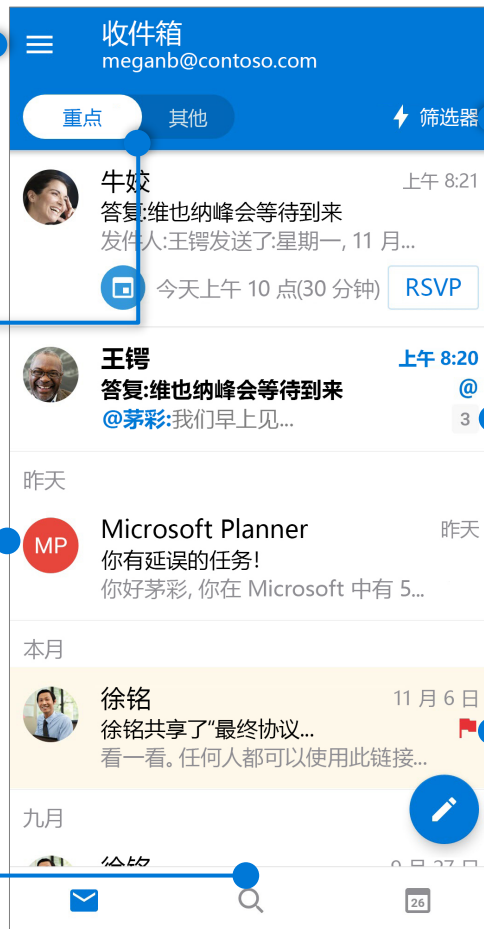 收件箱
meganb@contoso.com
重点
其他
筛选器
牛姣
上午 8:21
答复:维也纳峰会等待到来
发件人:王锷发送了:星期一, 11 月...
今天上午 10 点(30 分钟)
RSVP
王锷
上午 8:20
答复:维也纳峰会等待到来
@
@茅彩:我们早上见...
3
昨天
MP
Microsoft Planner
昨天
你有延误的任务!
你好茅彩, 你在 Microsoft 中有 5...
本月
徐铭
11 月 6 日
徐铭共享了“最终协议...
看一看。任何人都可以使用此链接...
九月
徐铭
9 月 27 日
26